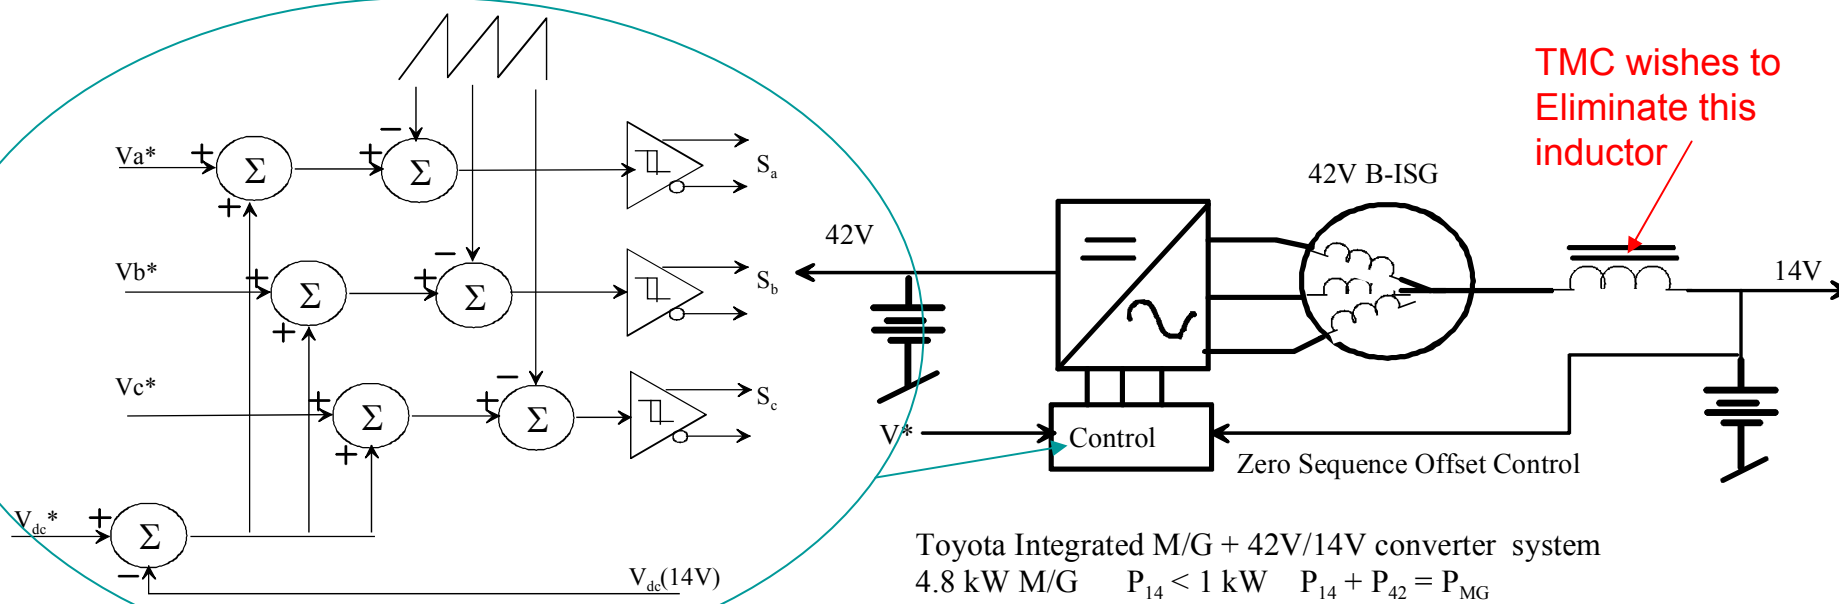 TMC wishes to
Eliminate this
inductor
Va*
+
+
Σ
+
−
Σ
Sa
42V B-ISG
Vb*
+
+
Σ
+
−
Σ
Sb
42V
14V
Vc*
+
+
Σ
+
−
Σ
Sc
V*
Control
Zero Sequence Offset Control
Vdc*
+
−
Σ
Vdc(14V)
Toyota Integrated M/G + 42V/14V converter system
4.8 kW M/G P14 < 1 kW P14 + P42 = PMG